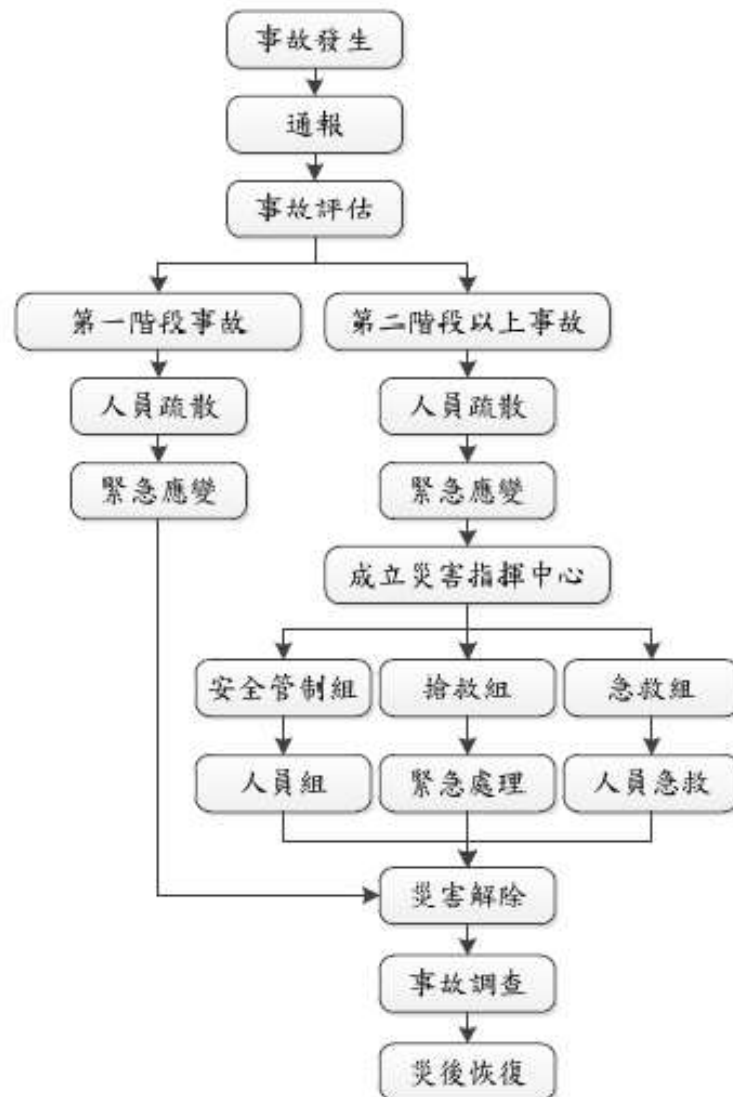 事故發生
通報
事故評估
第一階段事故
第二階段以上事故
人員疏散
人員疏散
緊急應變
緊急應變
成立災害指揮中心
安全管制組
搶救組
急救組
人員組
緊急處理
人員急救
災害解除
事故調查
災後恢復